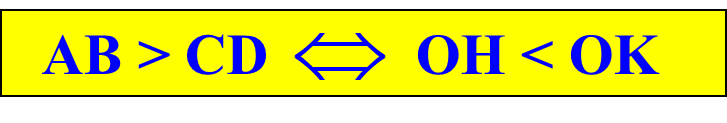 AB > CD ⇔ OH < OK